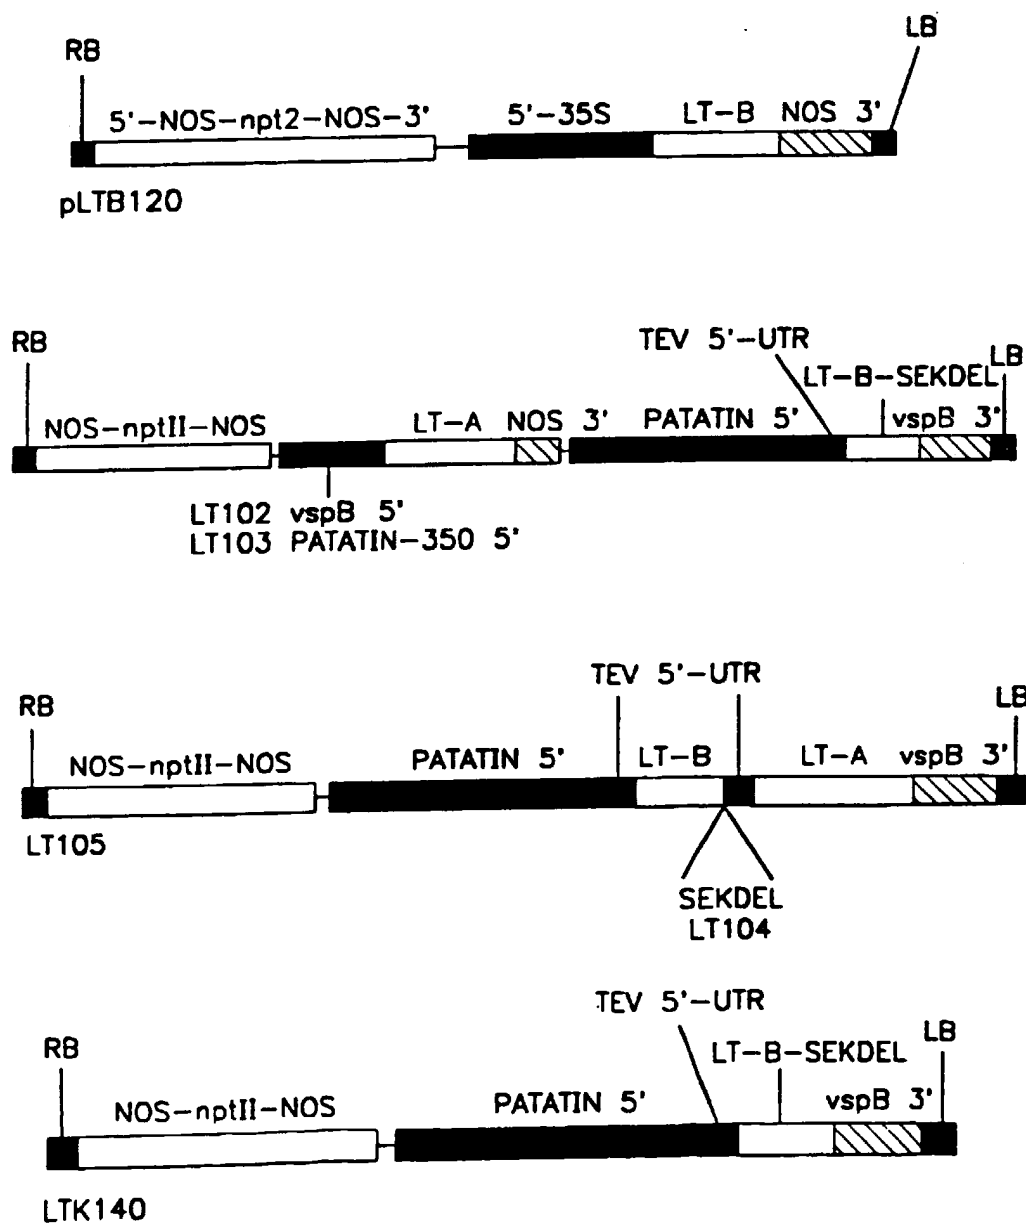 RB
LB
5'-NOS-npt2-NOS-3'
5'-35S
LT-B
NOS 3'
pLTB120
RB
TEV 5'-UTR
LT-B-SEKDEL
LB
NOS-nptII-NOS
LT-A
NOS 3'
PATATIN 5'
vspB 3'
LT102 vspB 5'
LT103 PATATIN-350 5'
RB
TEV 5'-UTR
LB
NOS-nptII-NOS
PATATIN 5'
LT-B
LT-A
vspB 3'
LT105
SEKDEL
LT104
RB
TEV 5'-UTR
LT-B-SEKDEL
LB
NOS-nptII-NOS
PATATIN 5'
vspB 3'
LTK140